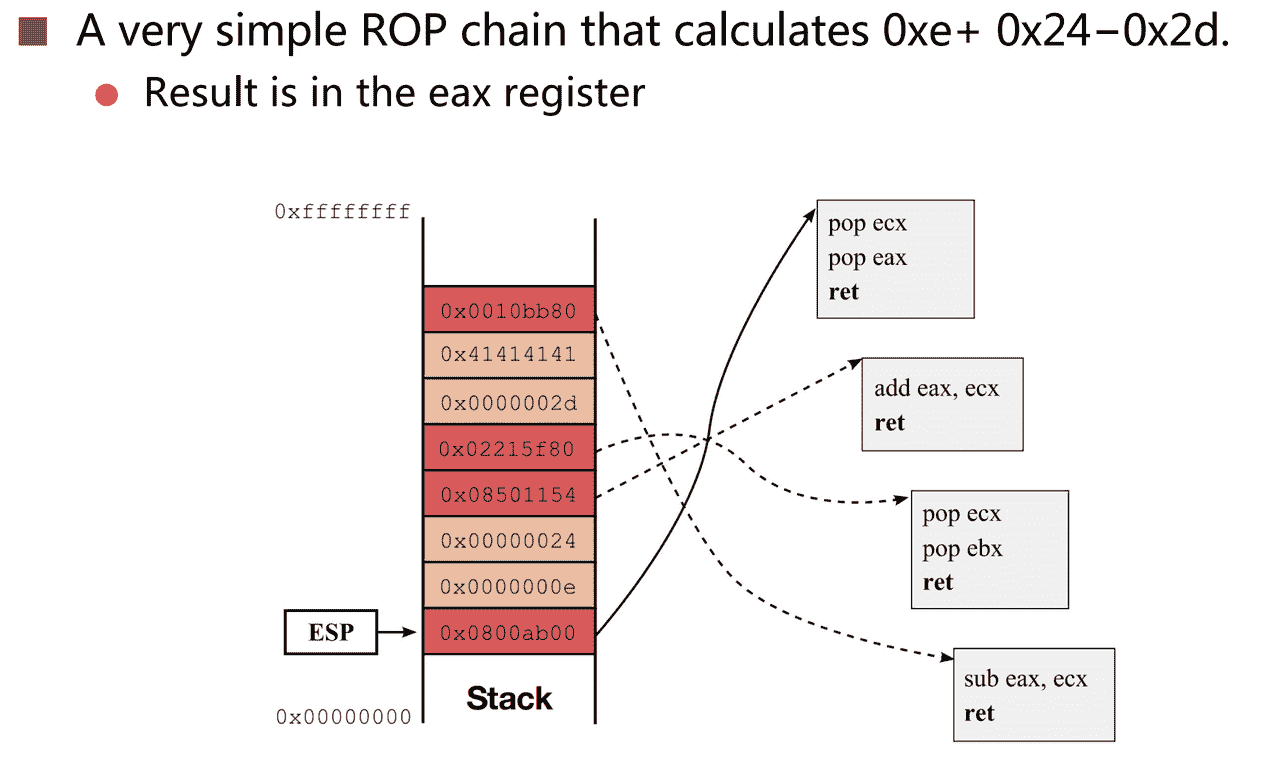 A very simple ROP chain that calculates 0xe+ 0x24−0x2d.
Result is in the eax register
0xffffffff
0x0010bb80
0x41414141
0x0000002d
0x02215f80
0x08501154
0x00000024
0x0000000e
ESP
0x0800ab00
Stack
0x00000000
pop ecx
pop eax
ret
add eax, ecx
ret
pop ecx
pop ebx
ret
sub eax, ecx
ret